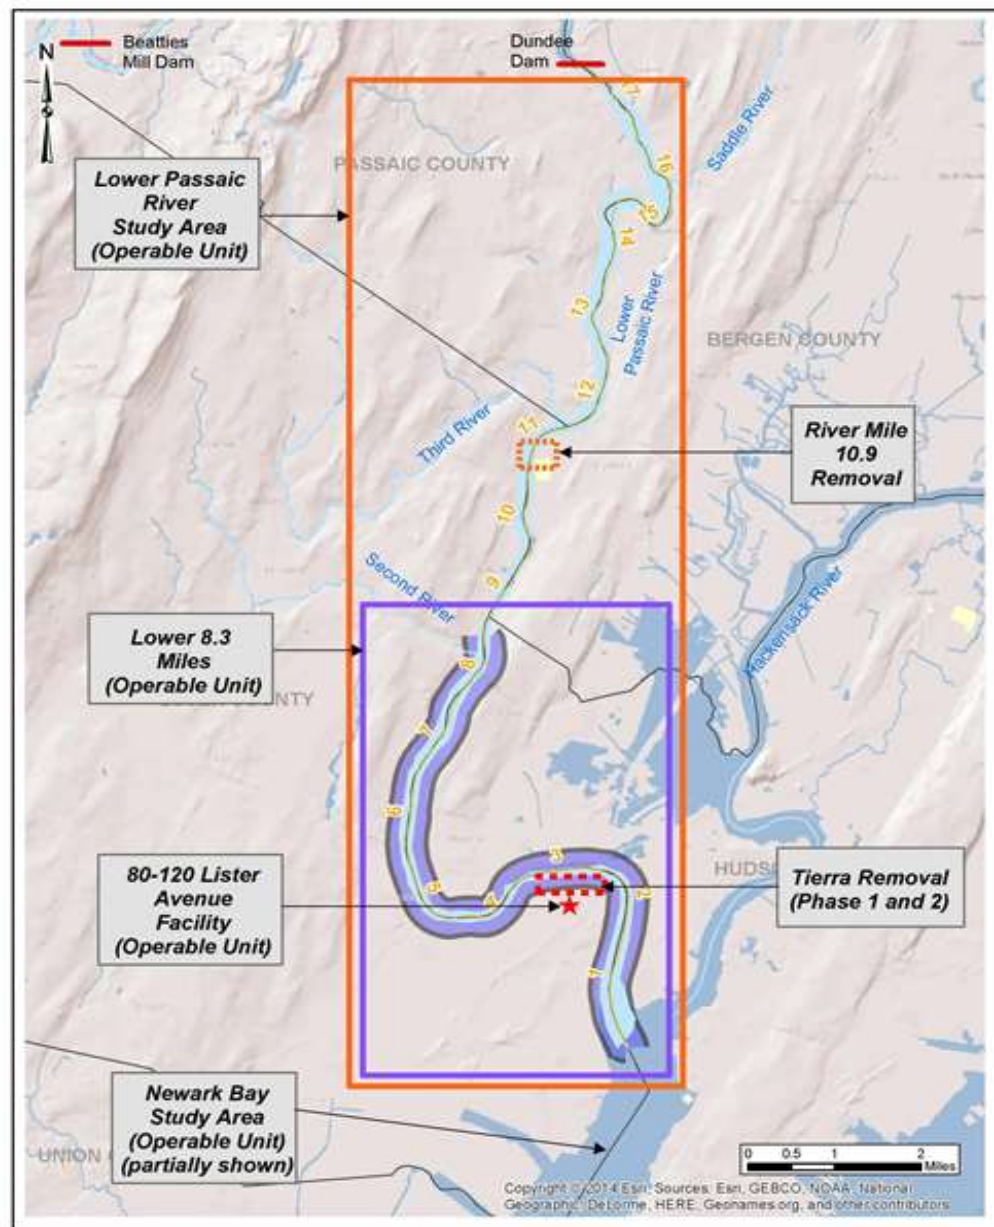 N
Beatties
Mill Dam
Dundee
Dam
17
Saddle River
16
PASSAIC COUNTY
Lower Passaic
River
Study Area
(Operable Unit)
15
14
13
Lower
Passaic River
BERGEN COUNTY
12
Third River
11
River Mile
10.9
Removal
10
Second River
9
Hackensack River
Lower 8.3
Miles
(Operable Unit)
8
COUNTY
7
6
80-120 Lister
Avenue
Facility
(Operable Unit)
5
4
3
2
HUDS
Tierra Removal
(Phase 1 and 2)
1
Newark Bay
Study Area
(Operable Unit)
(partially shown)
UNION
0 0.5 1 2
Miles
Copyright © 2014 Esri, Sources: Esri, GEBCO, NOAA, National
Geographic, DeLorme, HERE, Geonames.org, and other contributors